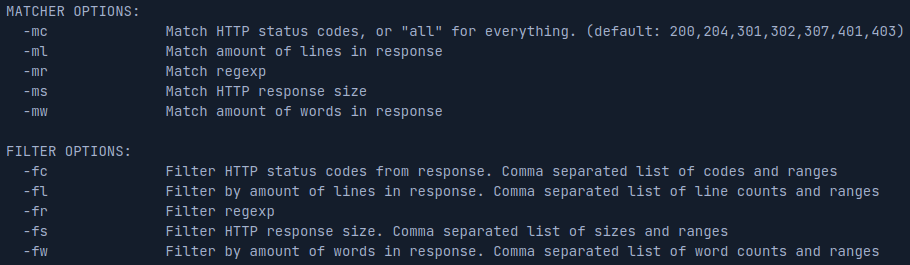 MATCHER OPTIONS:
  -mc              Match HTTP status codes, or "all" for everything. (default: 200,204,301,302,307,401,403)
  -ml              Match amount of lines in response
  -mr              Match regexp
  -ms              Match HTTP response size
  -mw              Match amount of words in response

FILTER OPTIONS:
  -fc              Filter HTTP status codes from response. Comma separated list of codes and ranges
  -fl              Filter by amount of lines in response. Comma separated list of line counts and ranges
  -fr              Filter regexp
  -fs              Filter HTTP response size. Comma separated list of sizes and ranges
  -fw              Filter by amount of words in response. Comma separated list of word counts and ranges